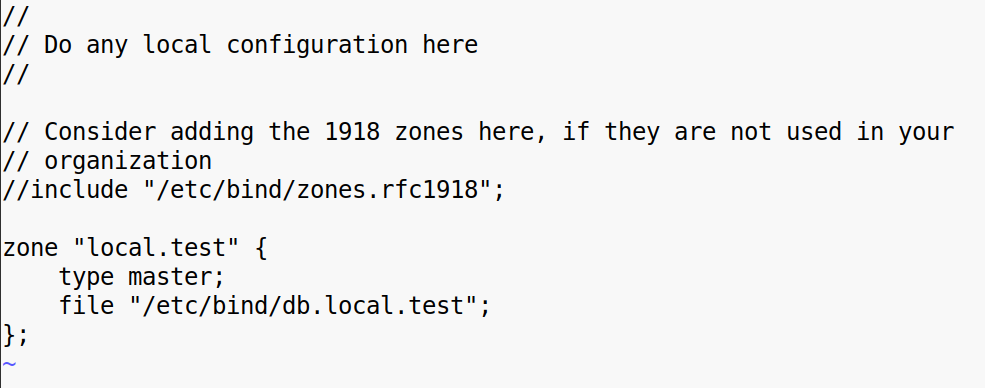 //
// Do any local configuration here
//
// Consider adding the 1918 zones here, if they are not used in your
// organization
//include "/etc/bind/zones.rfc1918";
zone "local.test" {
    type master;
    file "/etc/bind/db.local.test";
};
~